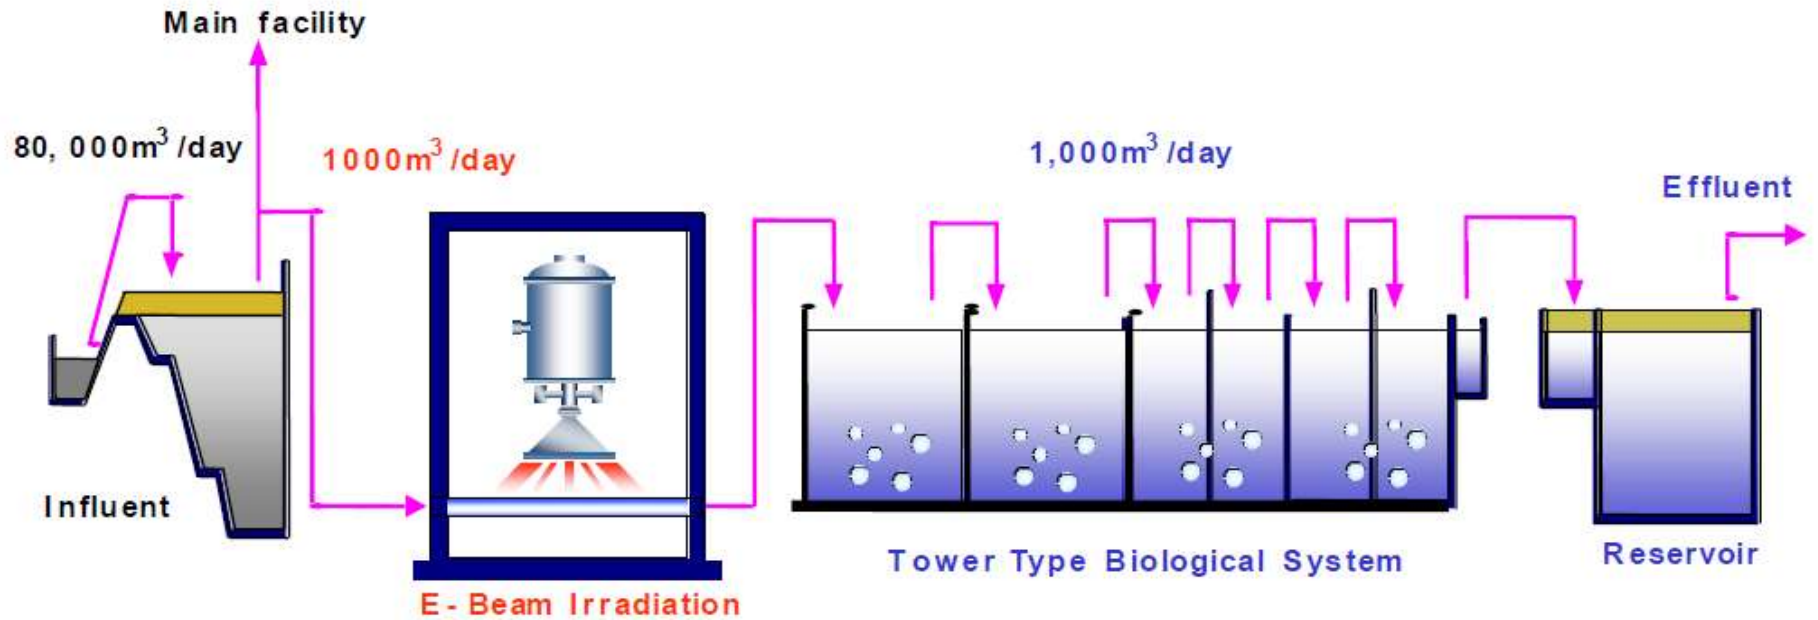 Main facility
80, 000m³/day
1000m³/day
1,000m³/day
Effluent
Influent
E- Beam Irradiation
Tower Type Biological System
Reservoir